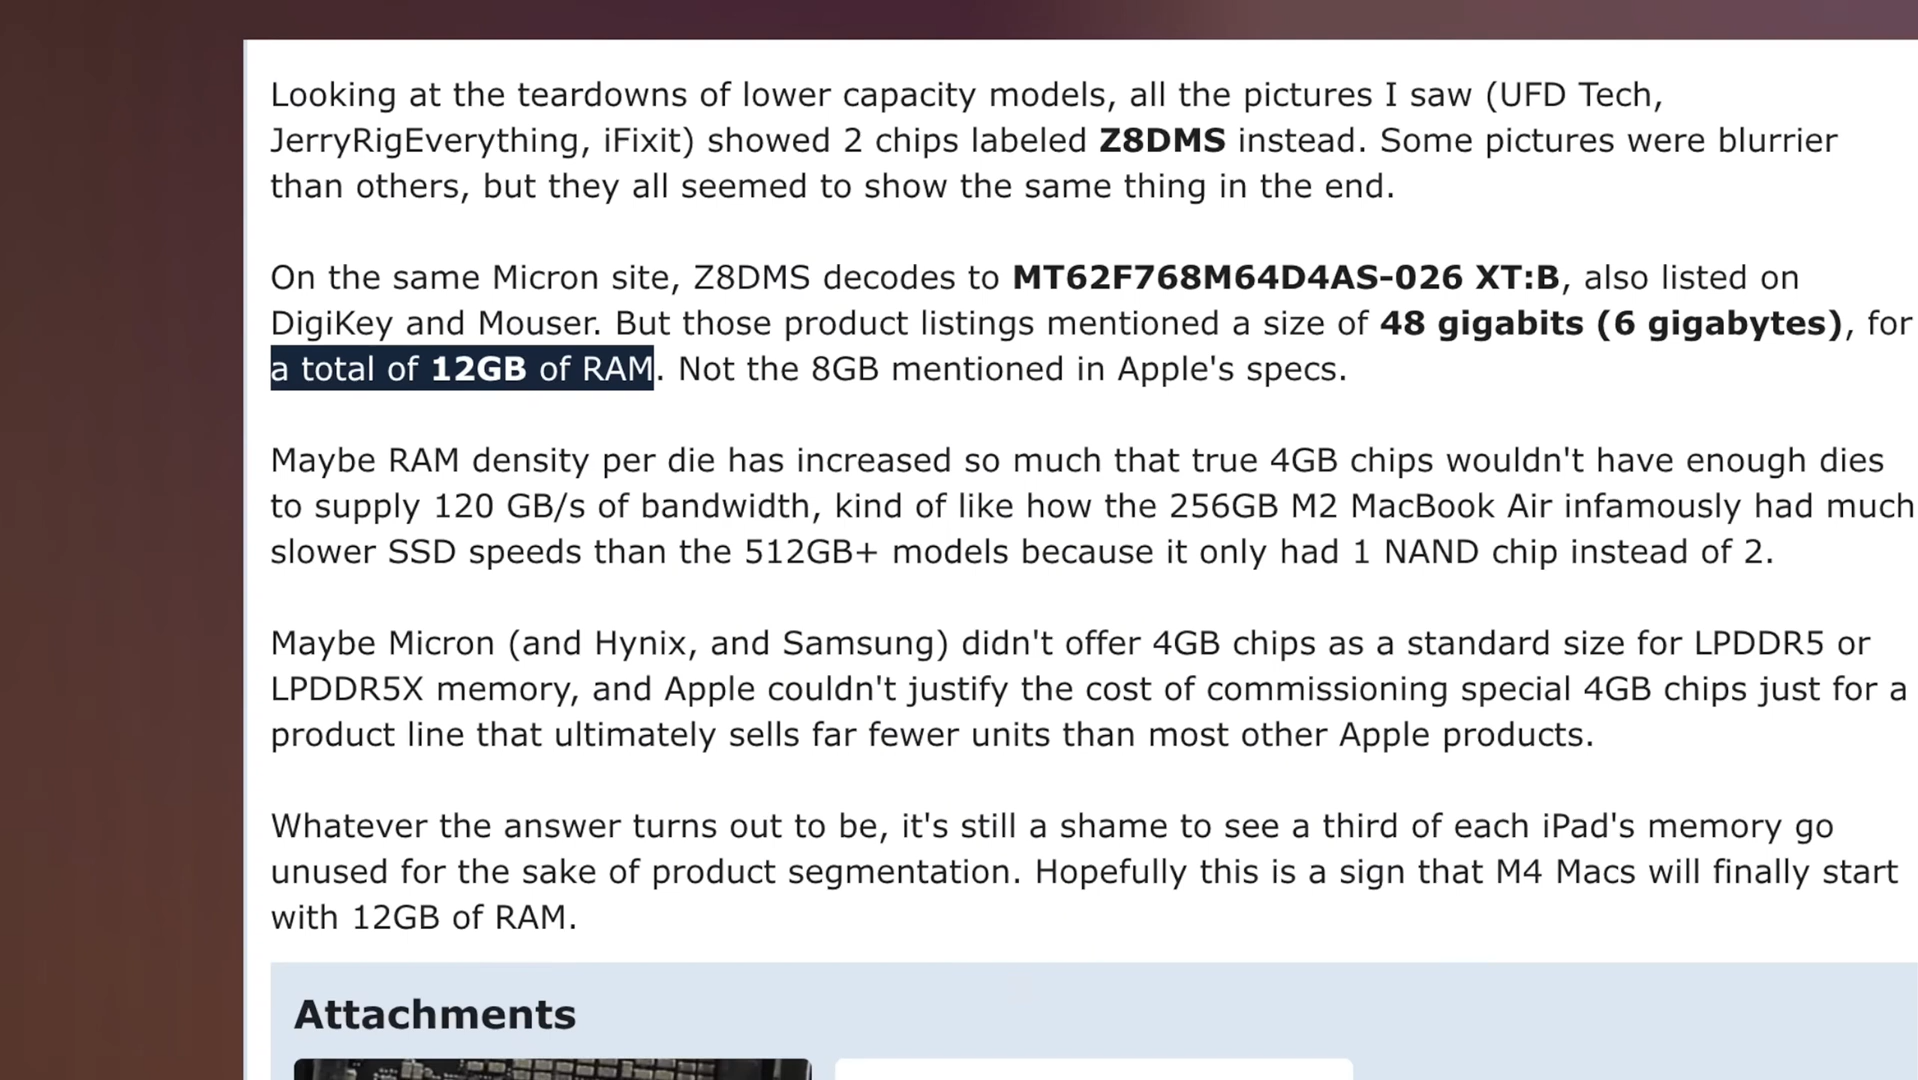 Looking at the teardowns of lower capacity models, all the pictures I saw (UFD Tech,
JerryRigEverything, iFixit) showed 2 chips labeled Z8DMS instead. Some pictures were blurrier
than others, but they all seemed to show the same thing in the end.
On the same Micron site, Z8DMS decodes to MT62F768M64D4AS-026 XT:B, also listed on
DigiKey and Mouser. But those product listings mentioned a size of 48 gigabits (6 gigabytes), for
a total of 12GB of RAM. Not the 8GB mentioned in Apple's specs.
Maybe RAM density per die has increased so much that true 4GB chips wouldn't have enough dies
to supply 120 GB/s of bandwidth, kind of like how the 256GB M2 MacBook Air infamously had much
slower SSD speeds than the 512GB+ models because it only had 1 NAND chip instead of 2.
Maybe Micron (and Hynix, and Samsung) didn't offer 4GB chips as a standard size for LPDDR5 or
LPDDR5X memory, and Apple couldn't justify the cost of commissioning special 4GB chips just for a
product line that ultimately sells far fewer units than most other Apple products.
Whatever the answer turns out to be, it's still a shame to see a third of each iPad's memory go
unused for the sake of product segmentation. Hopefully this is a sign that M4 Macs will finally start
with 12GB of RAM.
Attachments